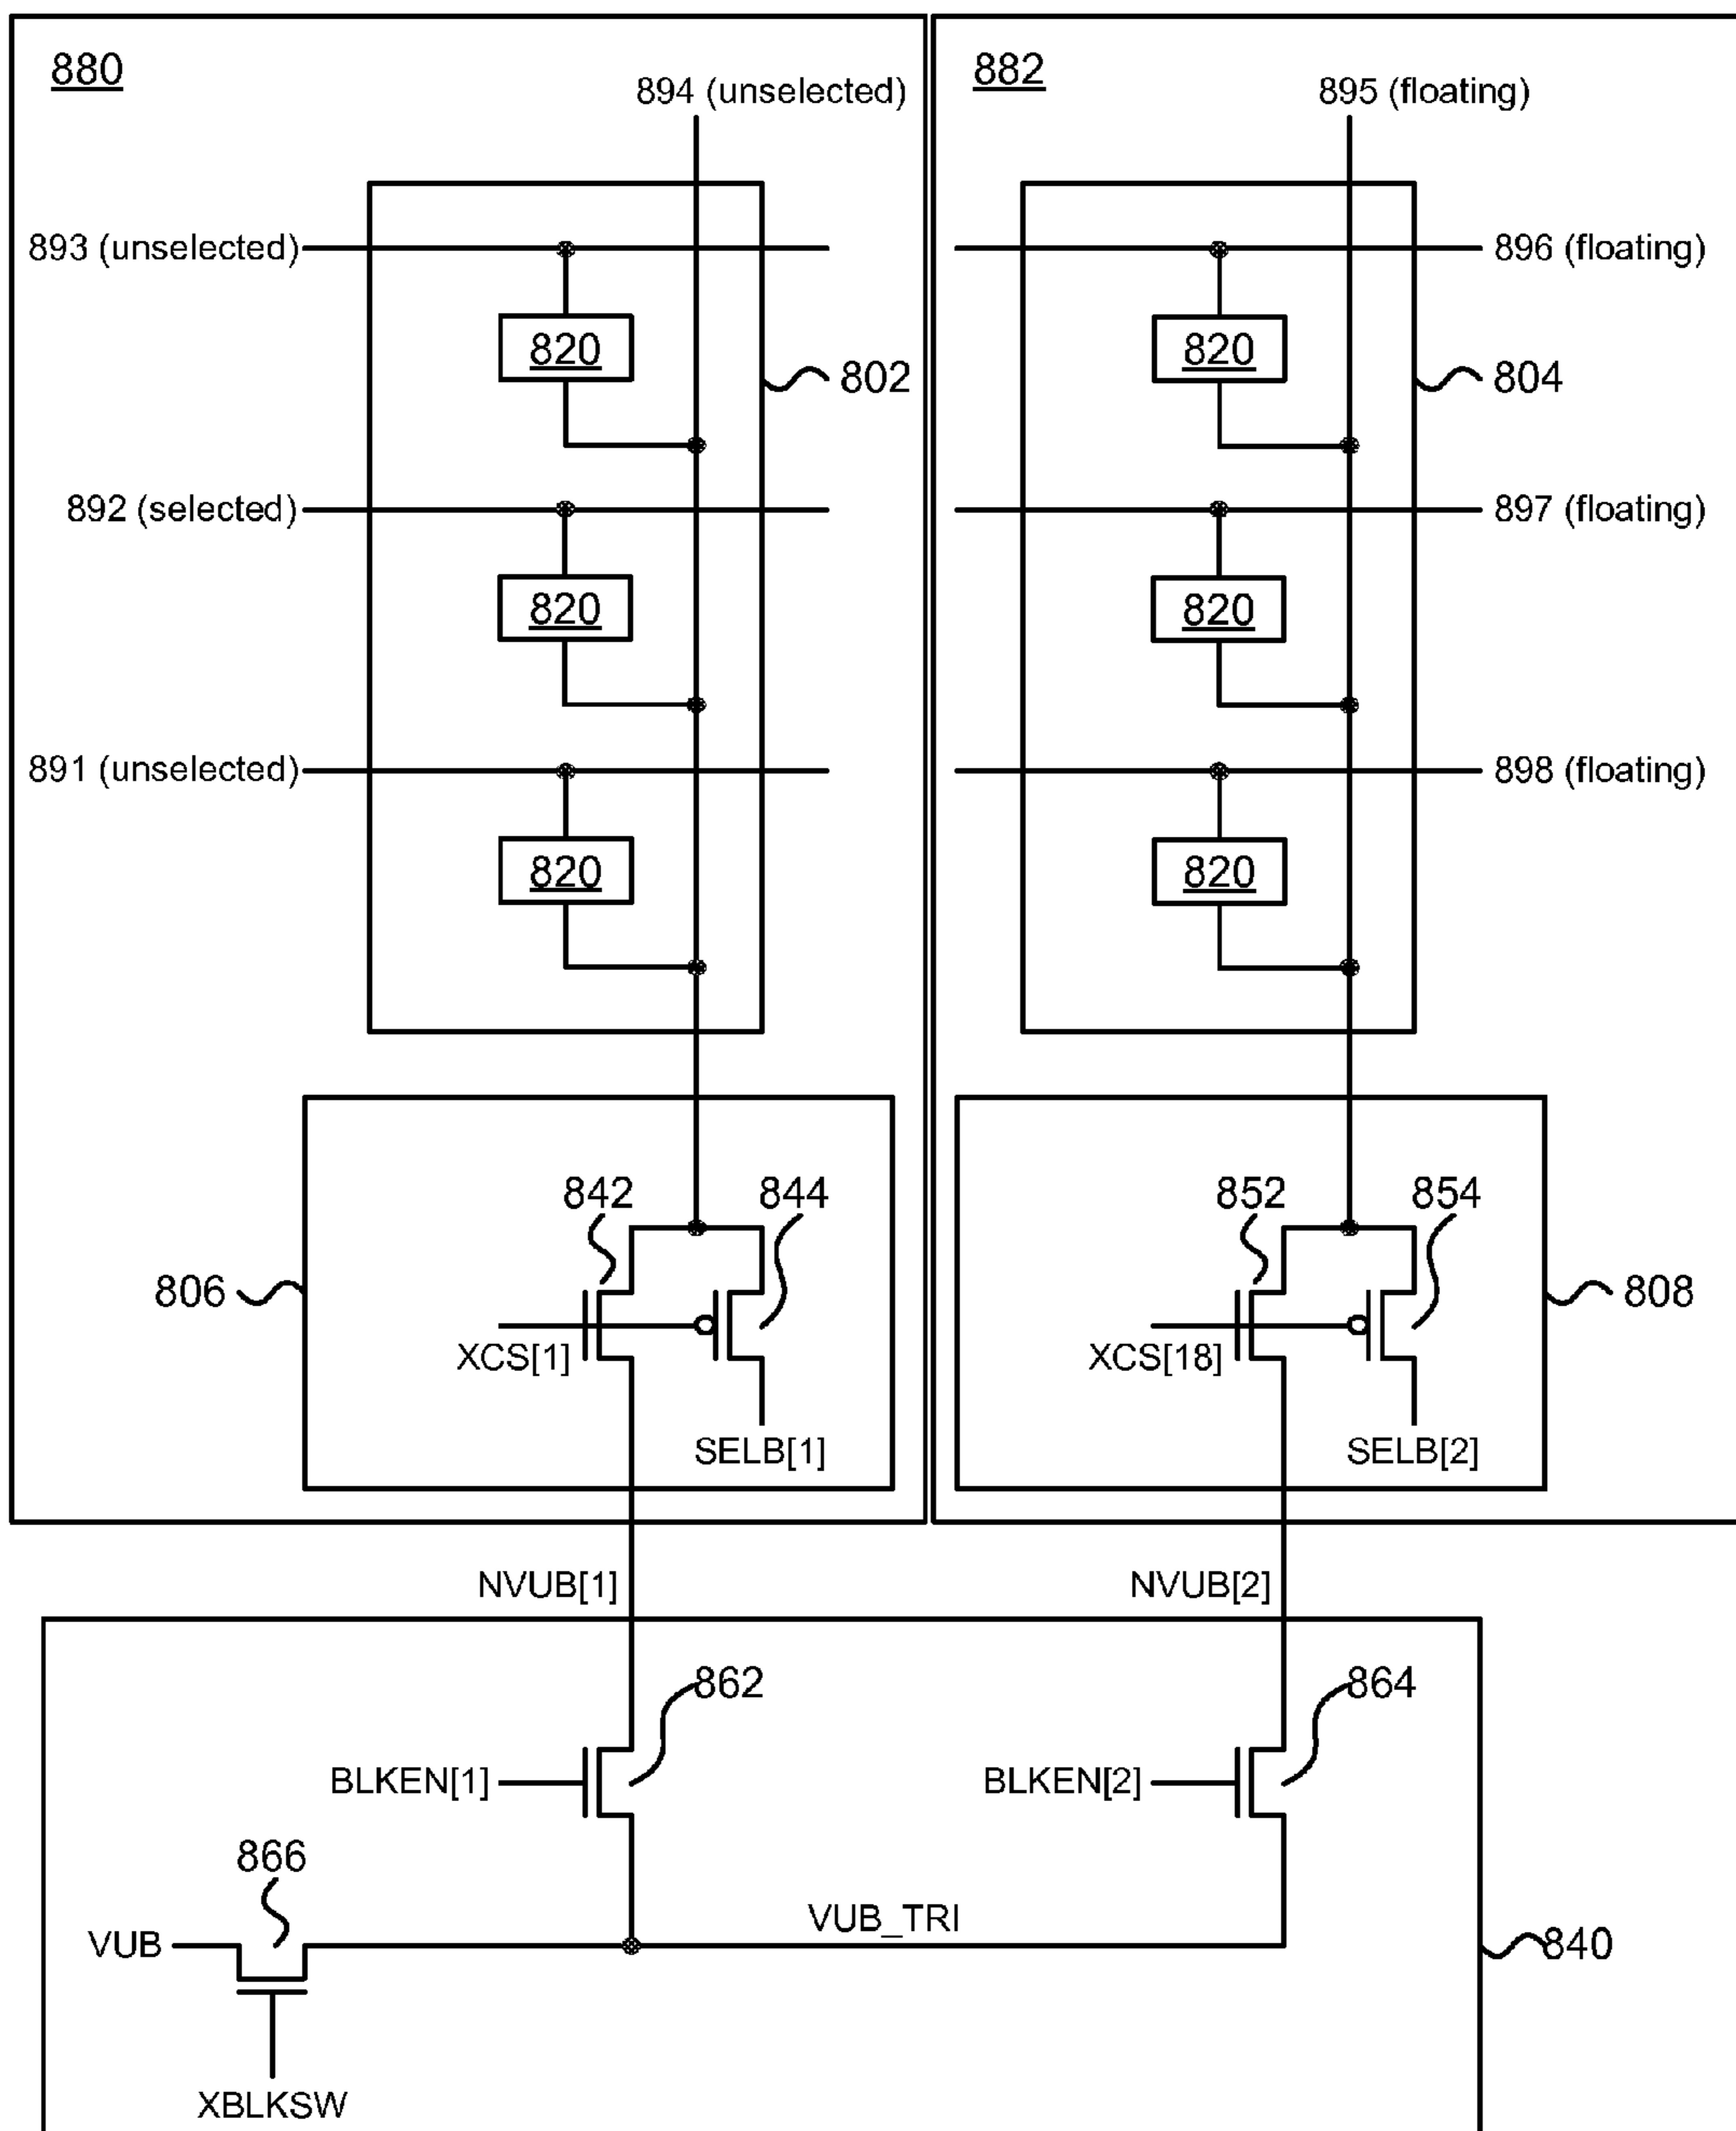 880
882
894 (unselected)
895 (floating)
893 (unselected)
896 (floating)
820
820
802
804
892 (selected)
897 (floating)
820
820
891 (unselected)
898 (floating)
820
820
842
844
852
854
806
808
XCS[1]
XCS[18]
SELB[1]
SELB[2]
NVUB[1]
NVUB[2]
862
864
BLKEN[1]
BLKEN[2]
866
VUB_TRI
VUB
840
XBLKSW